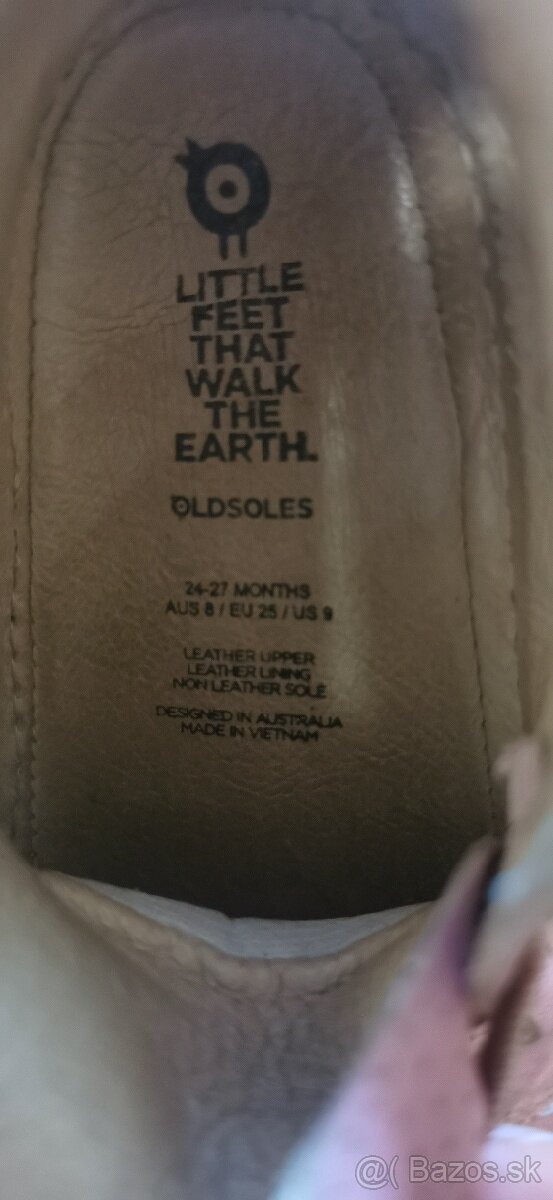 LITTLE
FEET
THAT
WALK
THE
EARTH.
OLDSOLES
24-27 MONTHS
AUS 8 / EU 25 / US 9
LEATHER UPPER
LEATHER LINING
NON LEATHER SOLE
DESIGNED IN AUSTRALIA
MADE IN VIETNAM
@( Bazos.sk